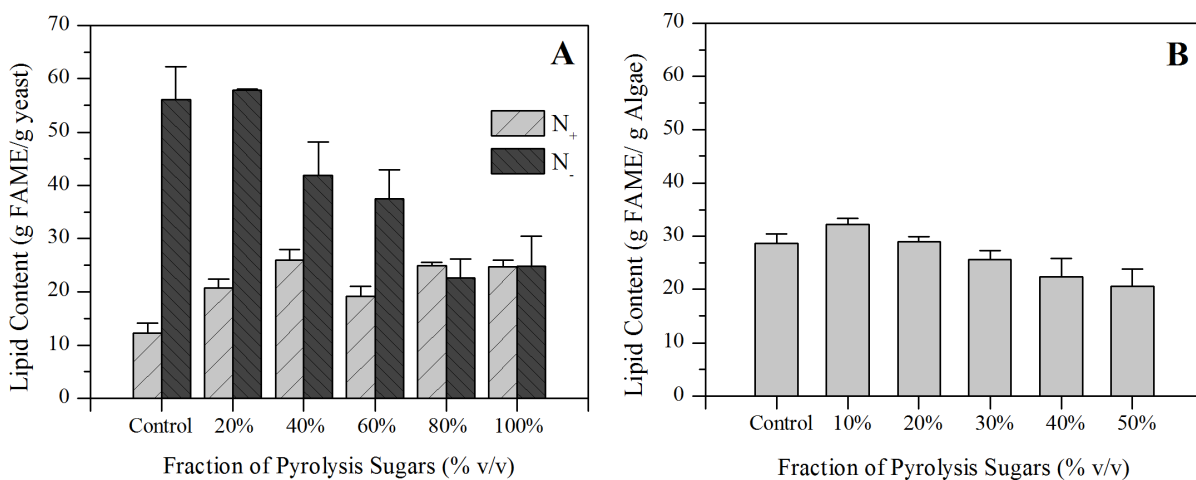 A
Lipid Content (g FAME/g yeast)
70
60
50
40
30
20
10
0
N+
N-
Control 20% 40% 60% 80% 100%
Fraction of Pyrolysis Sugars (% v/v)
B
Lipid Content (g FAME/ g Algae)
70
60
50
40
30
20
10
0
Control 10% 20% 30% 40% 50%
Fraction of Pyrolysis Sugars (% v/v)